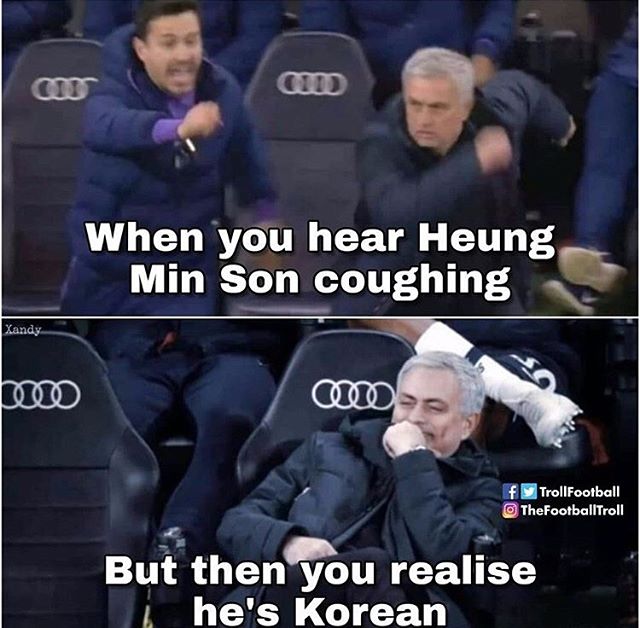 When you hear Heung
Min Son coughing
Xandy
TrollFootball
TheFootballTroll
But then you realise
he's Korean